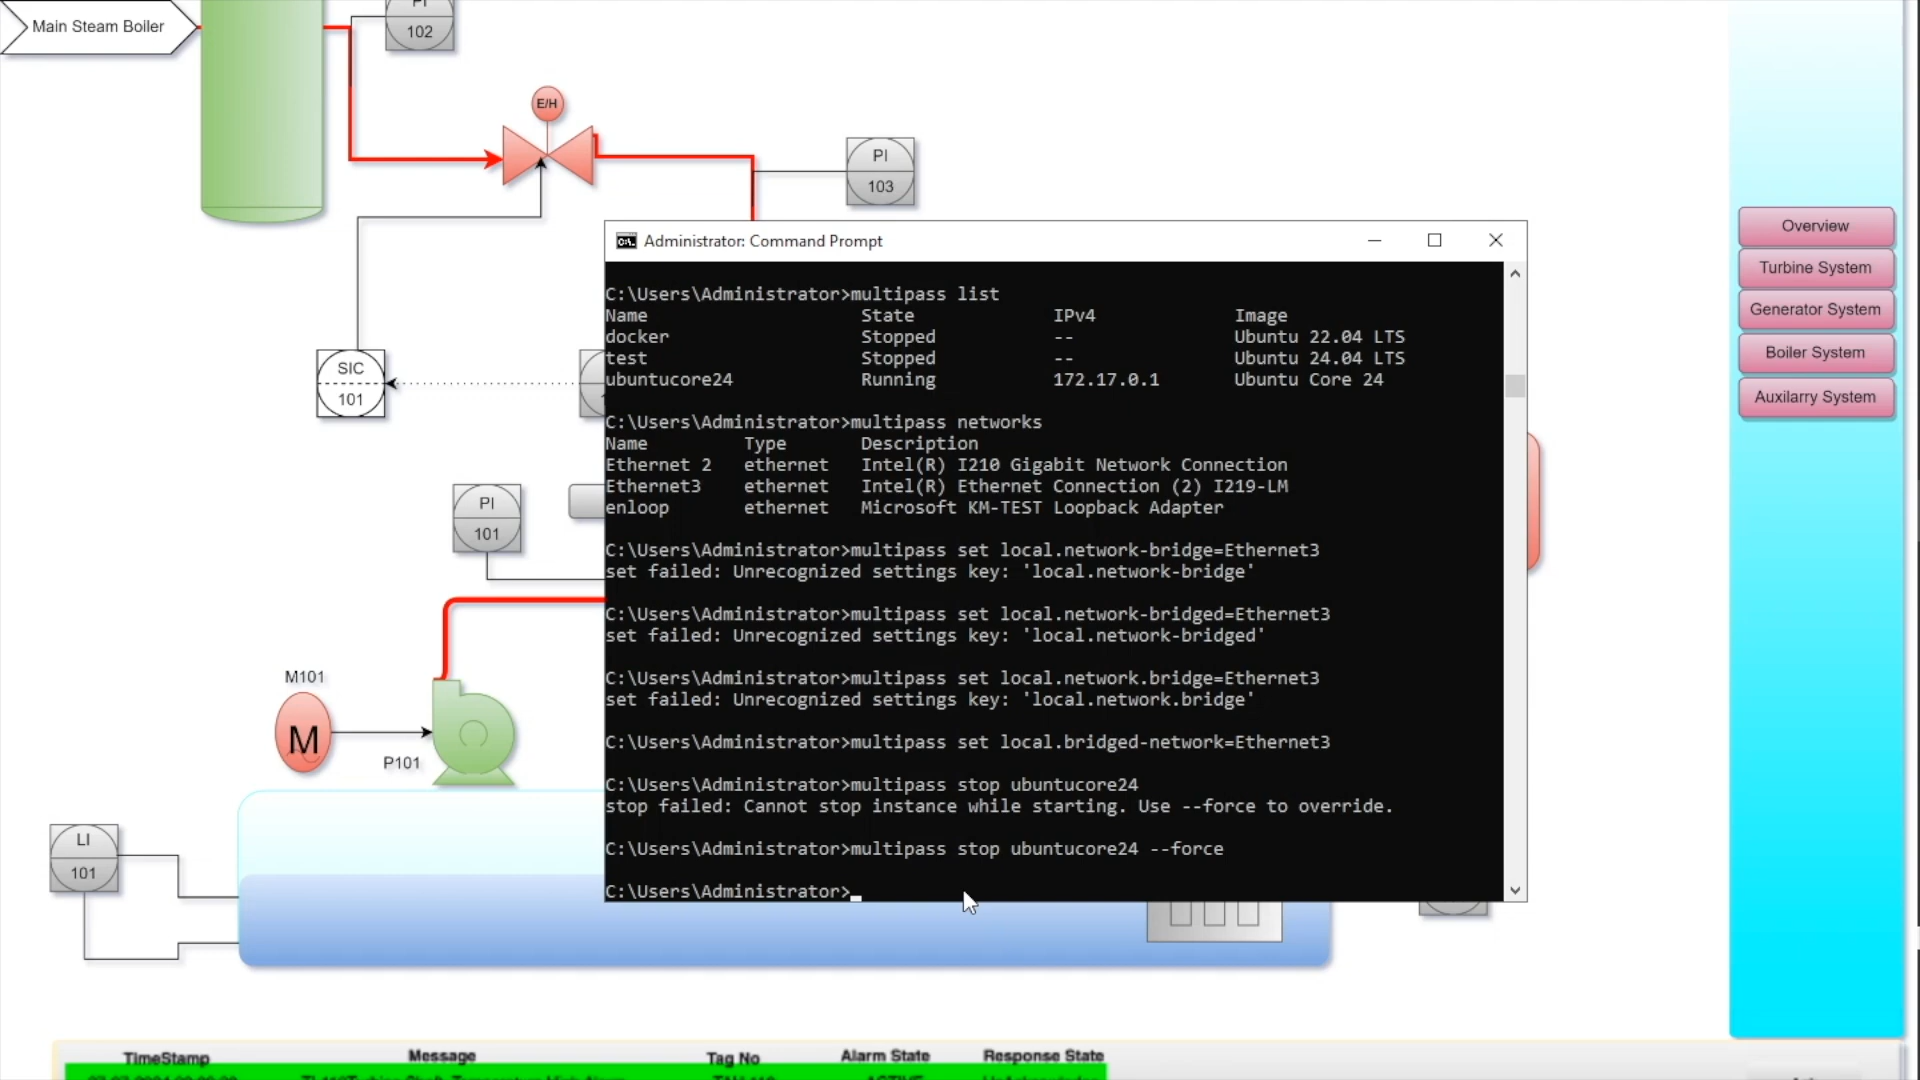 Main Steam Boiler
PI
102
E/H
PI
103
SIC
101
PI
101
M101
M
P101
LI
101
Overview
Turbine System
Generator System
Boiler System
Auxilarry System
Administrator: Command Prompt
C:\Users\Administrator>multipass list
Name State IPv4 Image
docker Stopped -- Ubuntu 22.04 LTS
test Stopped -- Ubuntu 24.04 LTS
ubuntucore24 Running 172.17.0.1 Ubuntu Core 24
C:\Users\Administrator>multipass networks
Name Type Description
Ethernet 2 ethernet Intel(R) I210 Gigabit Network Connection
Ethernet3 ethernet Intel(R) Ethernet Connection (2) I219-LM
enloop ethernet Microsoft KM-TEST Loopback Adapter
C:\Users\Administrator>multipass set local.network-bridge=Ethernet3
set failed: Unrecognized settings key: 'local.network-bridge'
C:\Users\Administrator>multipass set local.network-bridged=Ethernet3
set failed: Unrecognized settings key: 'local.network-bridged'
C:\Users\Administrator>multipass set local.network.bridge=Ethernet3
set failed: Unrecognized settings key: 'local.network.bridge'
C:\Users\Administrator>multipass set local.bridged-network=Ethernet3
C:\Users\Administrator>multipass stop ubuntucore24
stop failed: Cannot stop instance while starting. Use --force to override.
C:\Users\Administrator>multipass stop ubuntucore24 --force
C:\Users\Administrator>
TimeStamp Message Tag No Alarm State Response State